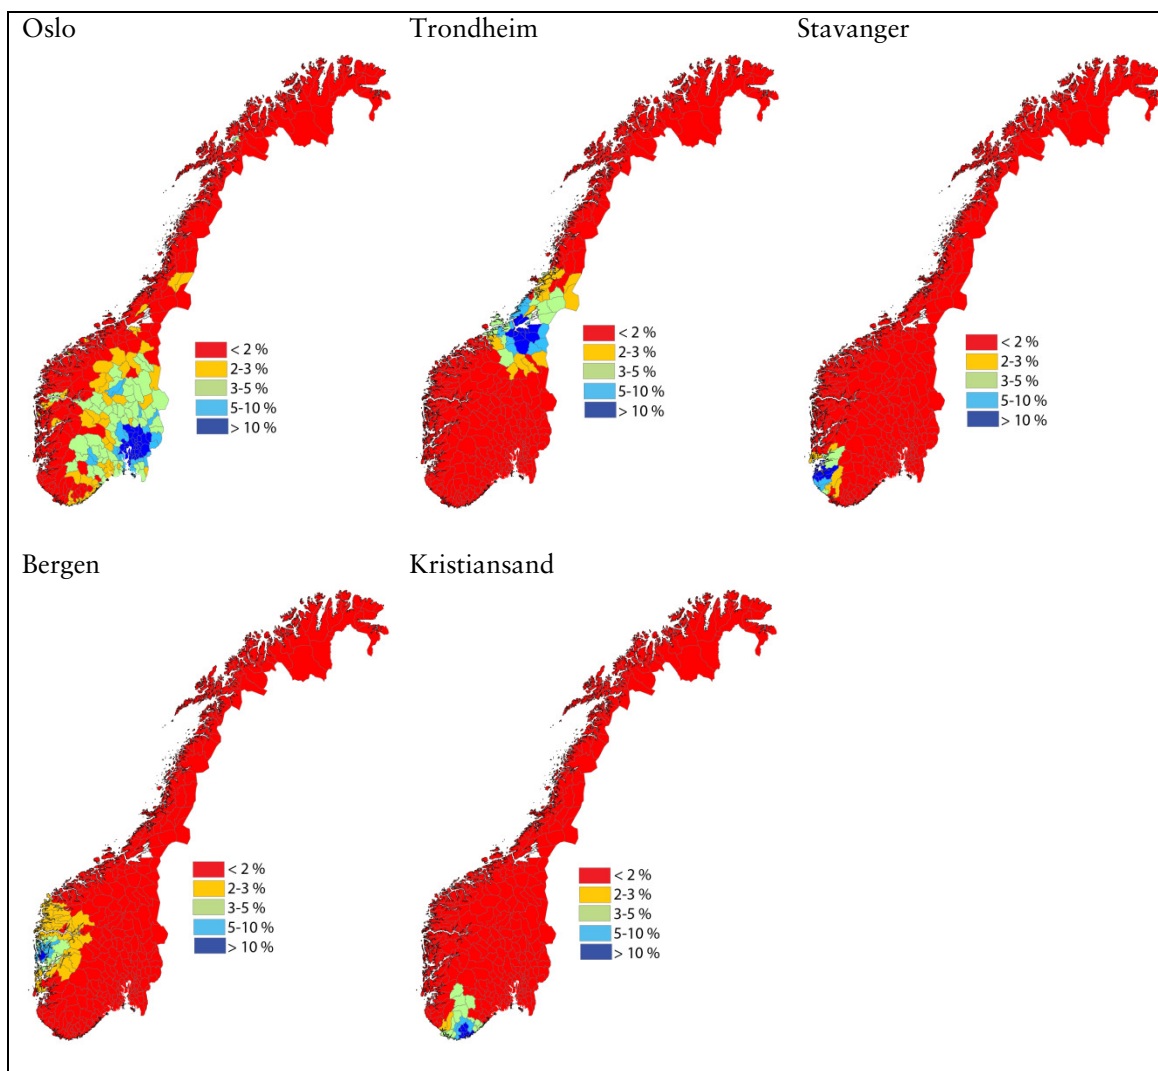 Oslo
< 2 %
2-3 %
3-5 %
5-10 %
> 10 %
Trondheim
< 2 %
2-3 %
3-5 %
5-10 %
> 10 %
Stavanger
< 2 %
2-3 %
3-5 %
5-10 %
> 10 %
Bergen
< 2 %
2-3 %
3-5 %
5-10 %
> 10 %
Kristiansand
< 2 %
2-3 %
3-5 %
5-10 %
> 10 %